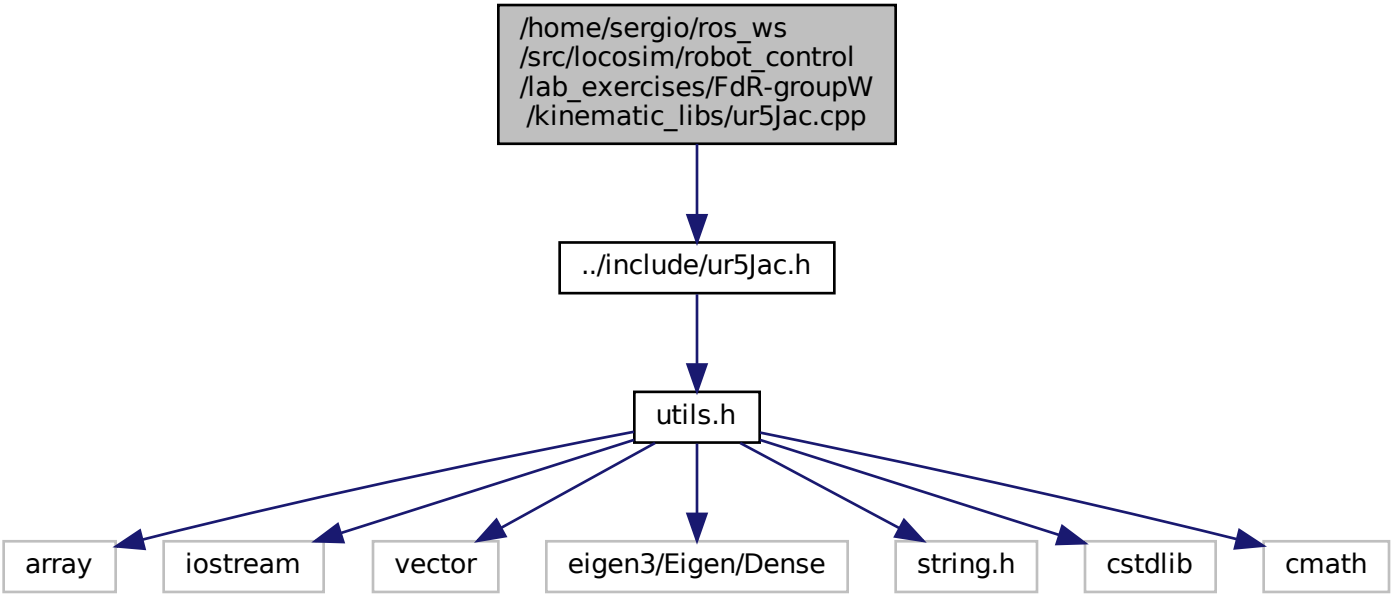 /home/sergio/ros_ws
/src/locosim/robot_control
/lab_exercises/FdR-groupW
/kinematic_libs/ur5Jac.cpp
../include/ur5Jac.h
utils.h
array
iostream
vector
eigen3/Eigen/Dense
string.h
cstdlib
cmath